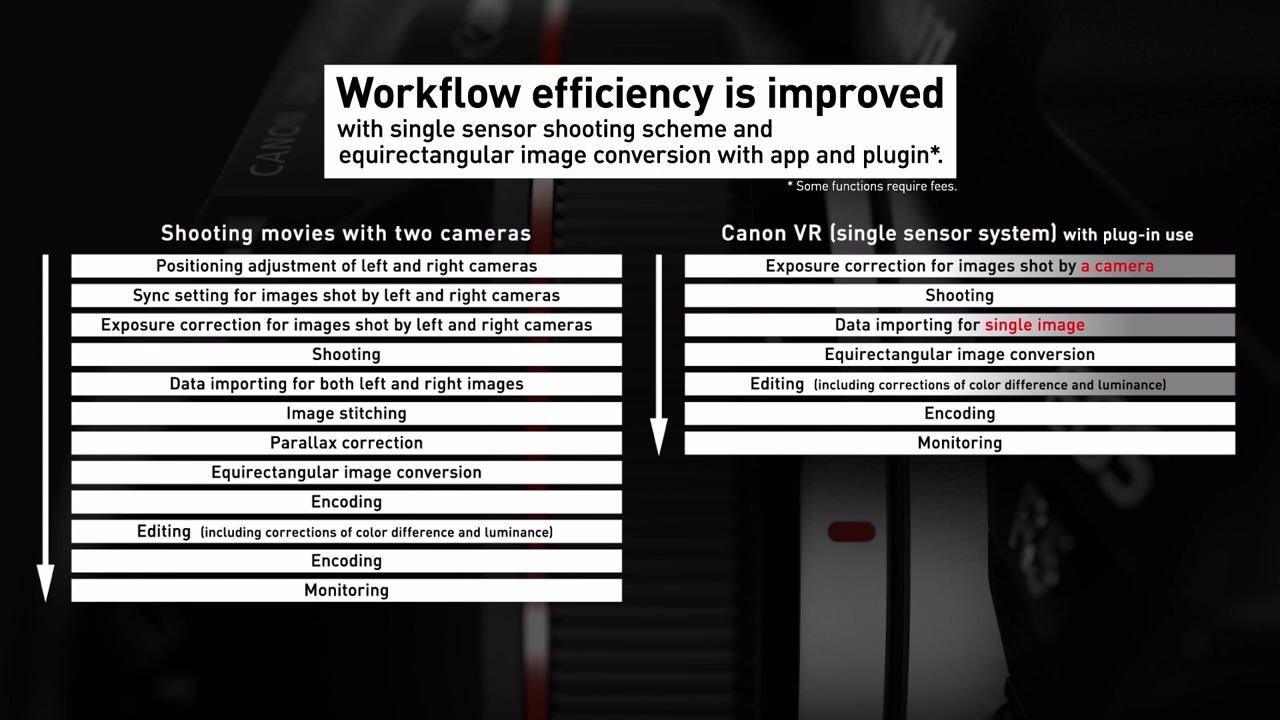 Workflow efficiency is improved
with single sensor shooting scheme and
equirectangular image conversion with app and plugin*.
* Some functions require fees.
Shooting movies with two cameras
Positioning adjustment of left and right cameras
Sync setting for images shot by left and right cameras
Exposure correction for images shot by left and right cameras
Shooting
Data importing for both left and right images
Image stitching
Parallax correction
Equirectangular image conversion
Encoding
Editing (including corrections of color difference and luminance)
Encoding
Monitoring
Canon VR (single sensor system) with plug-in use
Exposure correction for images shot by a camera
Shooting
Data importing for single image
Equirectangular image conversion
Editing (including corrections of color difference and luminance)
Encoding
Monitoring
CANON